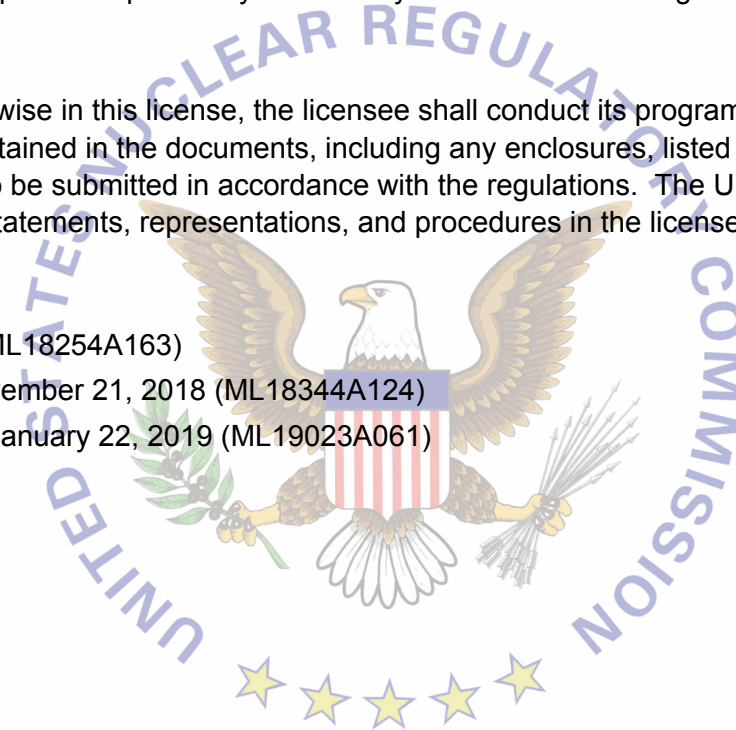 UNITED STATES NUCLEAR REGULATORY COMMISSION
wise in this license, the licensee shall conduct its program
tained in the documents, including any enclosures, listed
be submitted in accordance with the regulations. The U
tatements, representations, and procedures in the license
ML18254A163)
ember 21, 2018 (ML18344A124)
anuary 22, 2019 (ML19023A061)